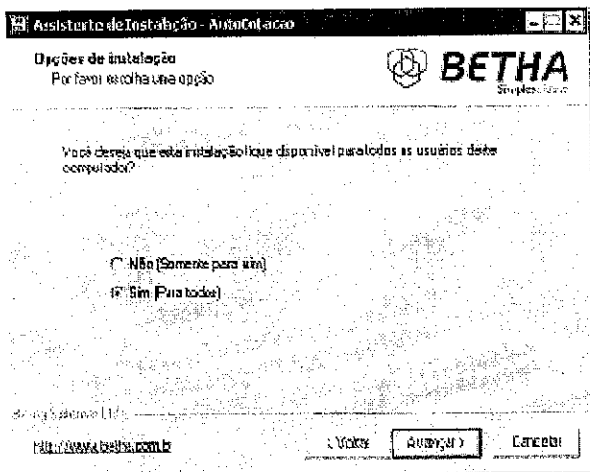 Assistente de Instalação - AutoCotacao
Opções de instalação
Por favor escolha uma opção
BETHA
Simples
Você deseja que esta instalação fique disponível para todos os usuários deste
computador?
Não (Somente para mim)
Sim (Para todos)
http://www.betha.com.b
< Voltar
Avançar >
Cancelar